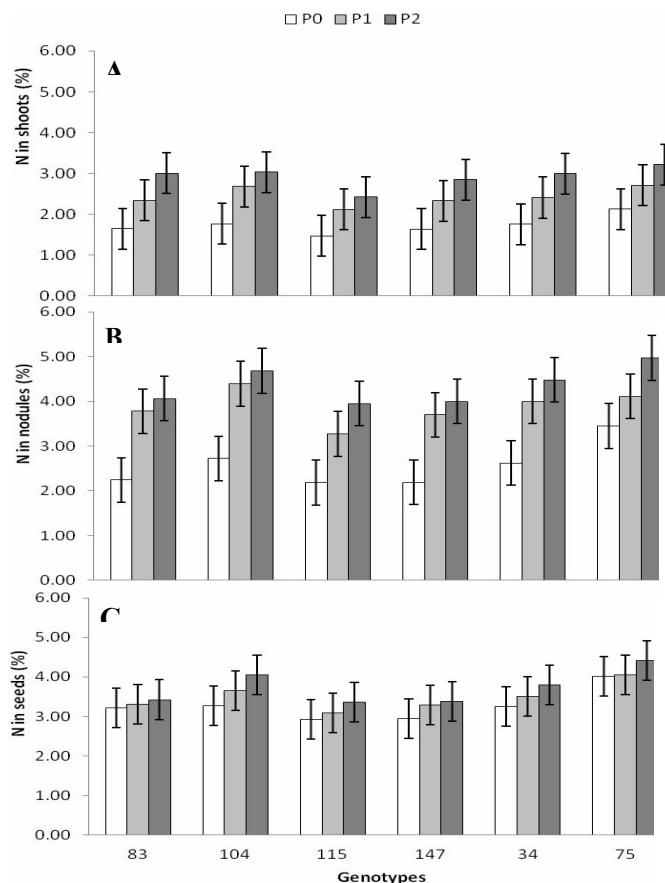 P0 P1 P2
A
N in shoots (%)
6.00
5.00
4.00
3.00
2.00
1.00
0.00
B
N in nodules (%)
6.00
5.00
4.00
3.00
2.00
1.00
0.00
C
N in seeds (%)
6.00
5.00
4.00
3.00
2.00
1.00
0.00
83 104 115 147 34 75
Genotypes